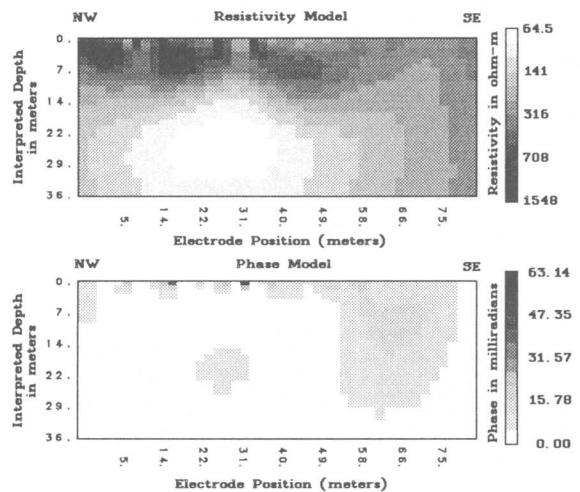 NW Resistivity Model SE
Interpreted Depth
in meters
0.
7.
14.
22.
29.
36.
5. 14. 22. 31. 40. 49. 58. 66. 75.
Electrode Position (meters)
Resistivity in ohm-m
64.5
141
316
708
1548
NW Phase Model SE
Interpreted Depth
in meters
0.
7.
14.
22.
29.
36.
5. 14. 22. 31. 40. 49. 58. 66. 75.
Electrode Position (meters)
Phase in milliradians
63.14
47.35
31.57
15.78
0.00